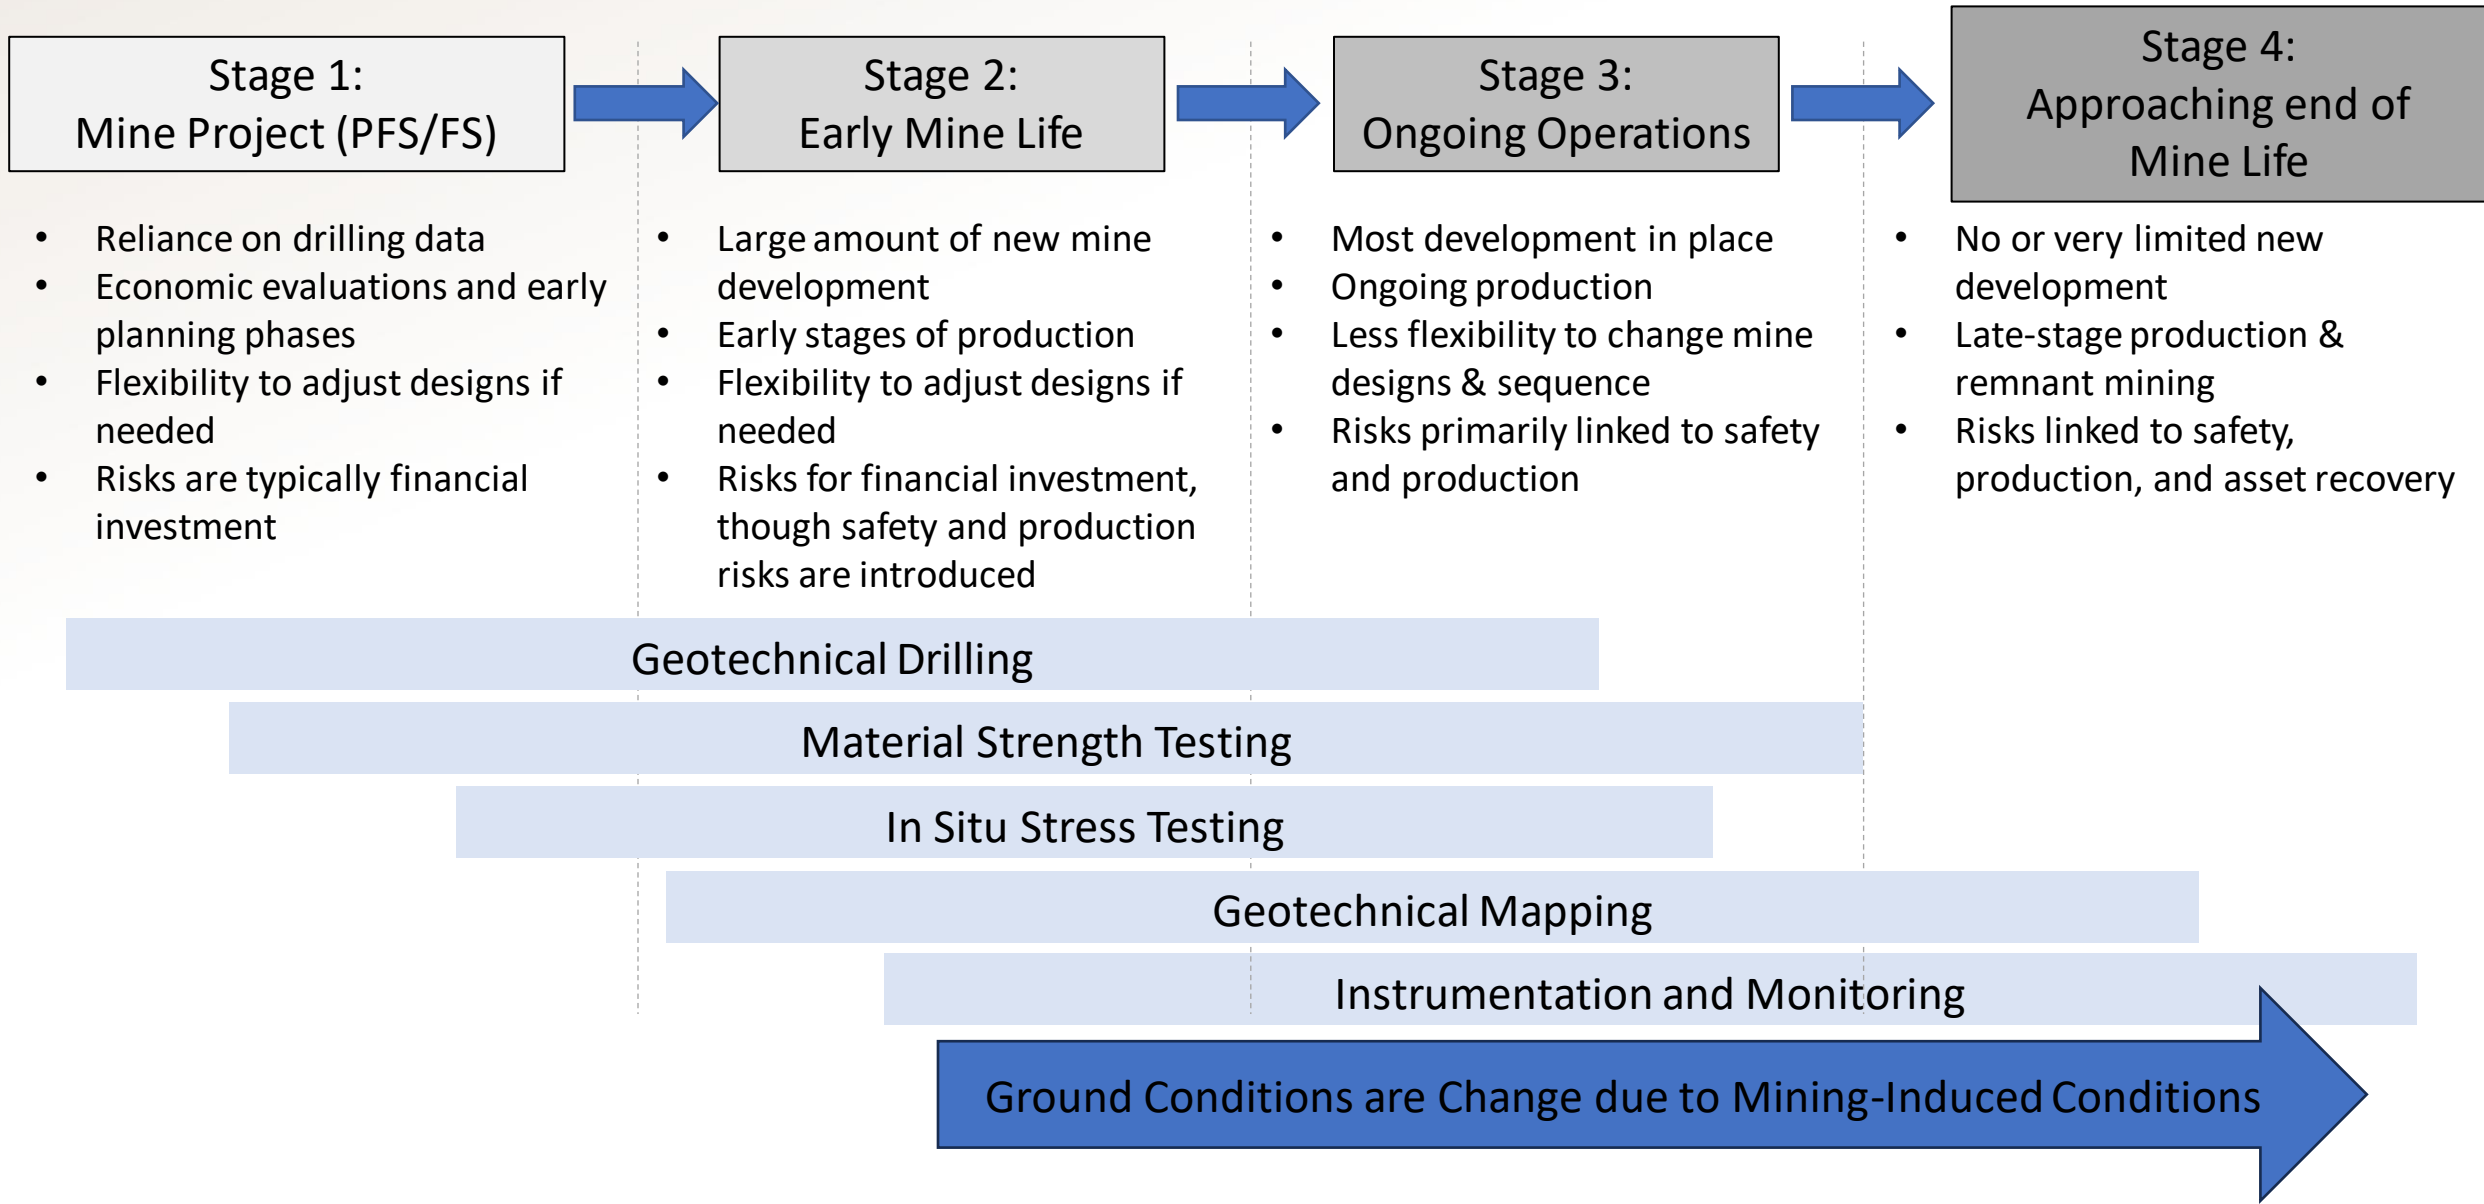 Stage 1:
Mine Project (PFS/FS)
Stage 2:
Early Mine Life
Stage 3:
Ongoing Operations
Stage 4:
Approaching end of
Mine Life
• Reliance on drilling data
• Economic evaluations and early
planning phases
• Flexibility to adjust designs if
needed
• Risks are typically financial
investment
• Large amount of new mine
development
• Early stages of production
• Flexibility to adjust designs if
needed
• Risks for financial investment,
though safety and production
risks are introduced
• Most development in place
• Ongoing production
• Less flexibility to change mine
designs & sequence
• Risks primarily linked to safety
and production
• No or very limited new
development
• Late-stage production &
remnant mining
• Risks linked to safety,
production, and asset recovery
Geotechnical Drilling
Material Strength Testing
In Situ Stress Testing
Geotechnical Mapping
Instrumentation and Monitoring
Ground Conditions are Change due to Mining-Induced Conditions